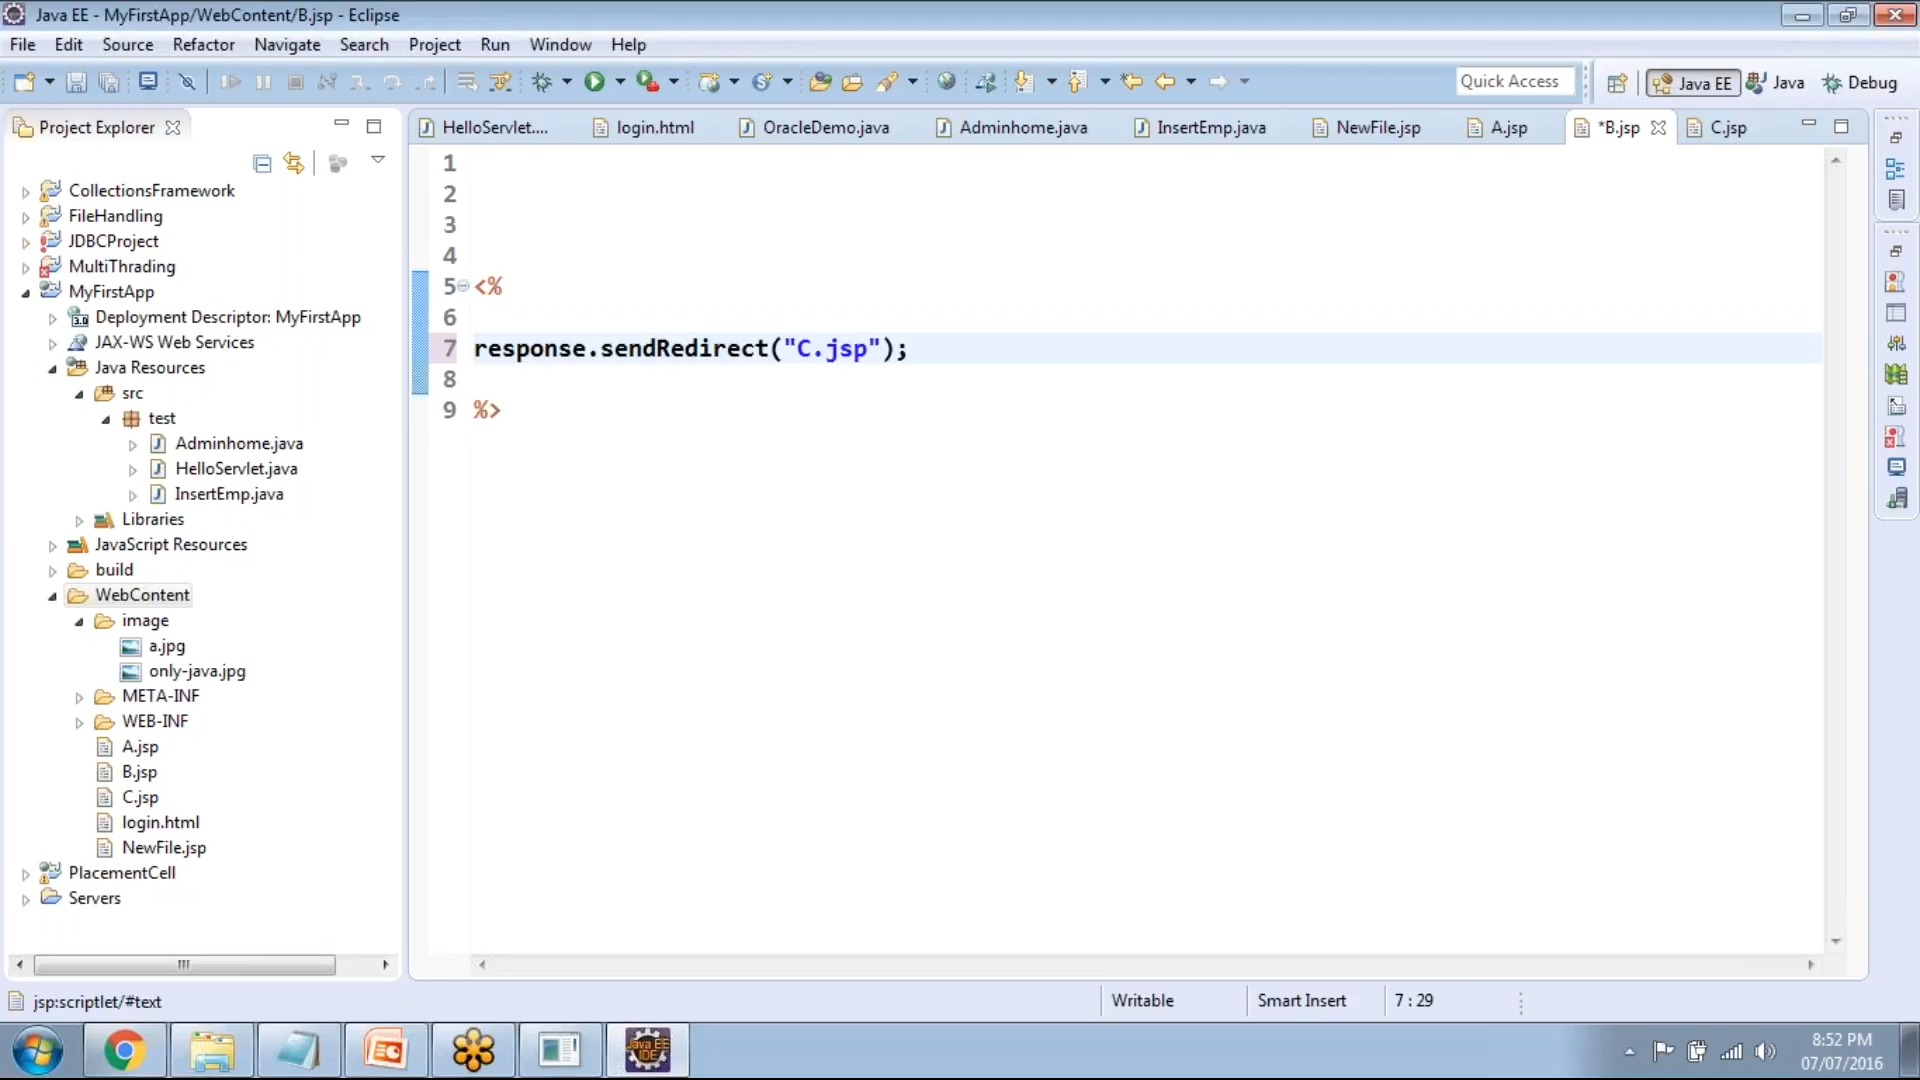 Java EE - MyFirstApp/WebContent/B.jsp - Eclipse
File Edit Source Refactor Navigate Search Project Run Window Help
Quick Access Java EE Java Debug
Project Explorer
HelloServlet.... login.html OracleDemo.java Adminhome.java InsertEmp.java NewFile.jsp A.jsp *B.jsp C.jsp
CollectionsFramework
FileHandling
JDBCProject
MultiThrading
MyFirstApp
Deployment Descriptor: MyFirstApp
JAX-WS Web Services
Java Resources
src
test
Adminhome.java
HelloServlet.java
InsertEmp.java
Libraries
JavaScript Resources
build
WebContent
image
a.jpg
only-java.jpg
META-INF
WEB-INF
A.jsp
B.jsp
C.jsp
login.html
NewFile.jsp
PlacementCell
Servers
1
2
3
4
5 <%
6
7 response.sendRedirect("C.jsp");
8
9 %>
jsp:scriptlet/#text Writable Smart Insert 7 : 29
Java EE
IDE
8:52 PM
07/07/2016